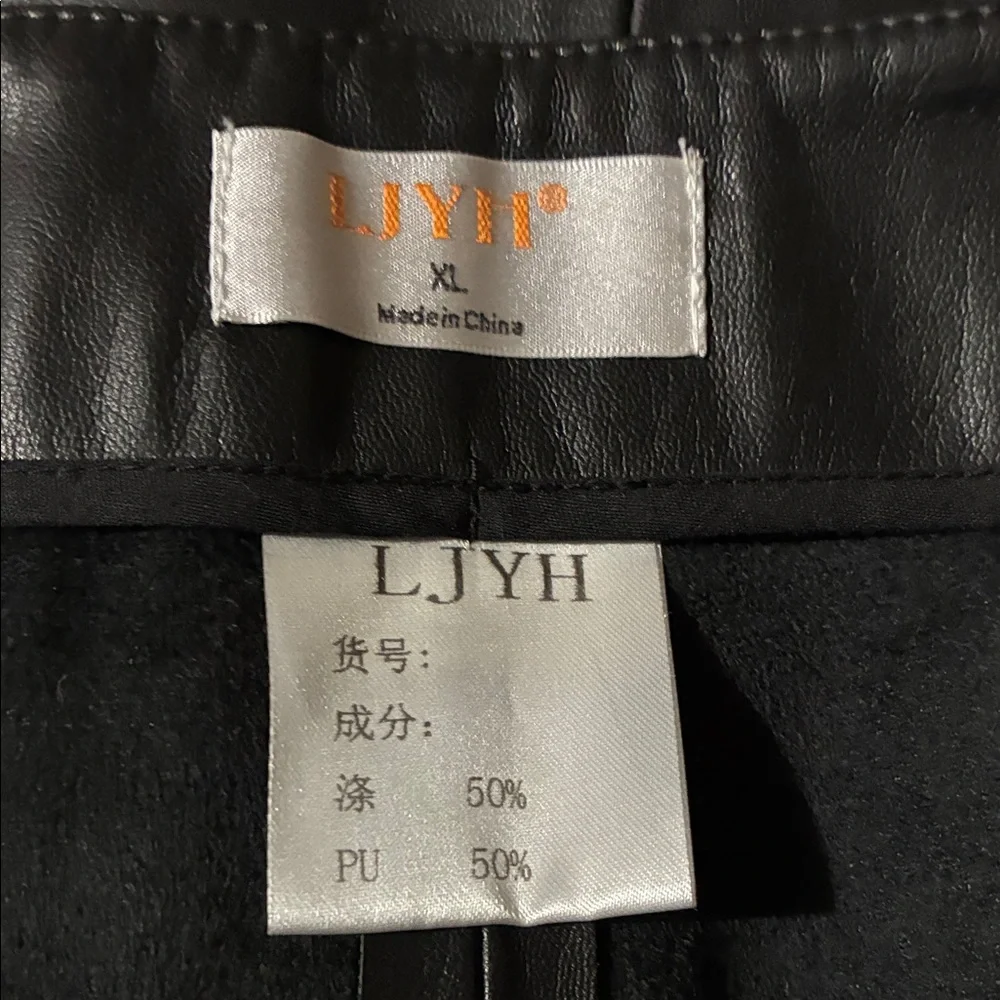 LJYH®
XL
Made in China
LJYH
货号:
成分:
涤 50%
PU 50%